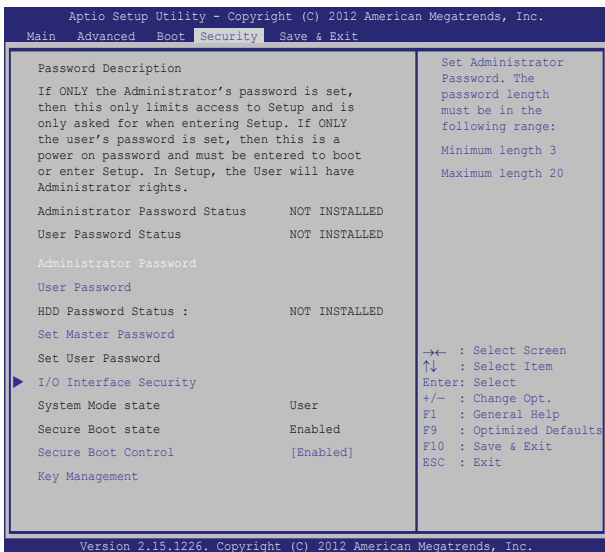 Aptio Setup Utility - Copyright (C) 2012 American Megatrends, Inc.
Main Advanced Boot Security Save & Exit
Password Description
If ONLY the Administrator's password is set,
then this only limits access to Setup and is
only asked for when entering Setup. If ONLY
the user's password is set, then this is a
power on password and must be entered to boot
or enter Setup. In Setup, the User will have
Administrator rights.
Administrator Password Status NOT INSTALLED
User Password Status NOT INSTALLED
Administrator Password
User Password
HDD Password Status : NOT INSTALLED
Set Master Password
Set User Password
I/O Interface Security
System Mode state User
Secure Boot state Enabled
Secure Boot Control [Enabled]
Key Management
Set Administrator
Password. The
password length
must be in the
following range:
Minimum length 3
Maximum length 20
→← : Select Screen
↑↓ : Select Item
Enter: Select
+/— : Change Opt.
F1 : General Help
F9 : Optimized Defaults
F10 : Save & Exit
ESC : Exit
Version 2.15.1226. Copyright (C) 2012 American Megatrends, Inc.